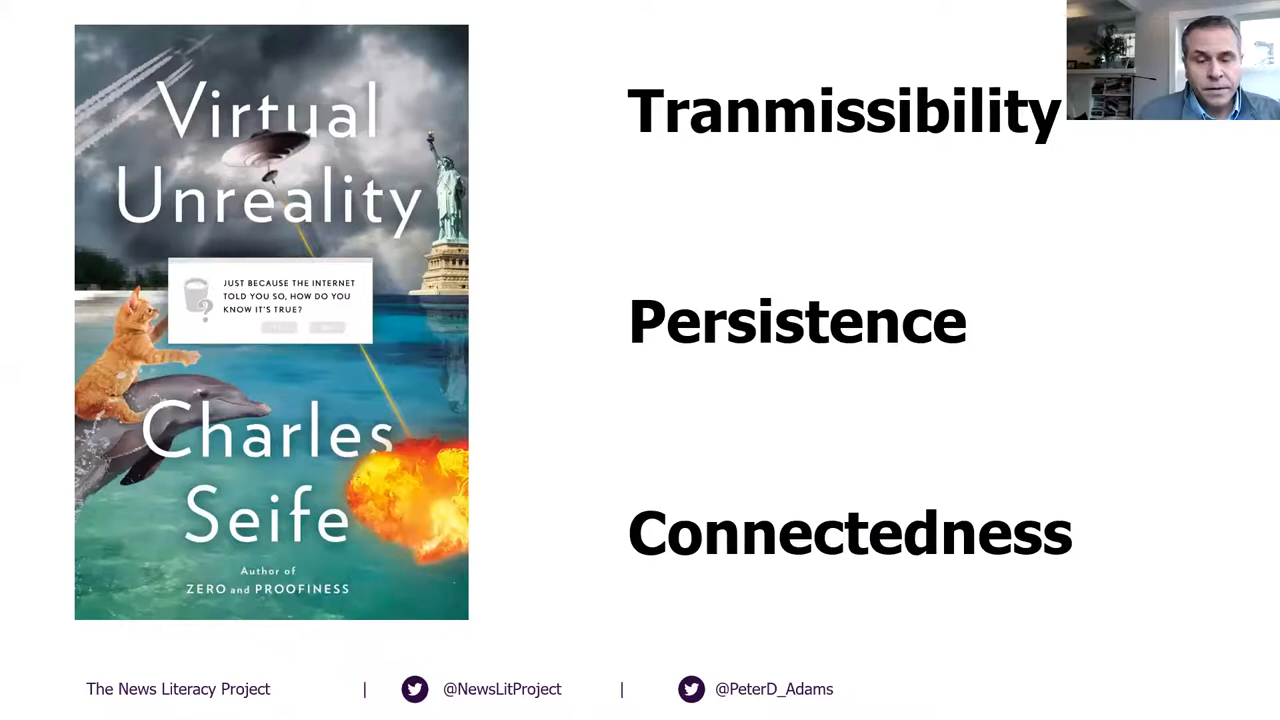 Virtual
Unreality
JUST BECAUSE THE INTERNET
TOLD YOU SO, HOW DO YOU
KNOW IT'S TRUE?
Charles
Seife
Author of
ZERO and PROOFINESS
Tranmissibility
Persistence
Connectedness
The News Literacy Project | @NewsLitProject | @PeterD_Adams